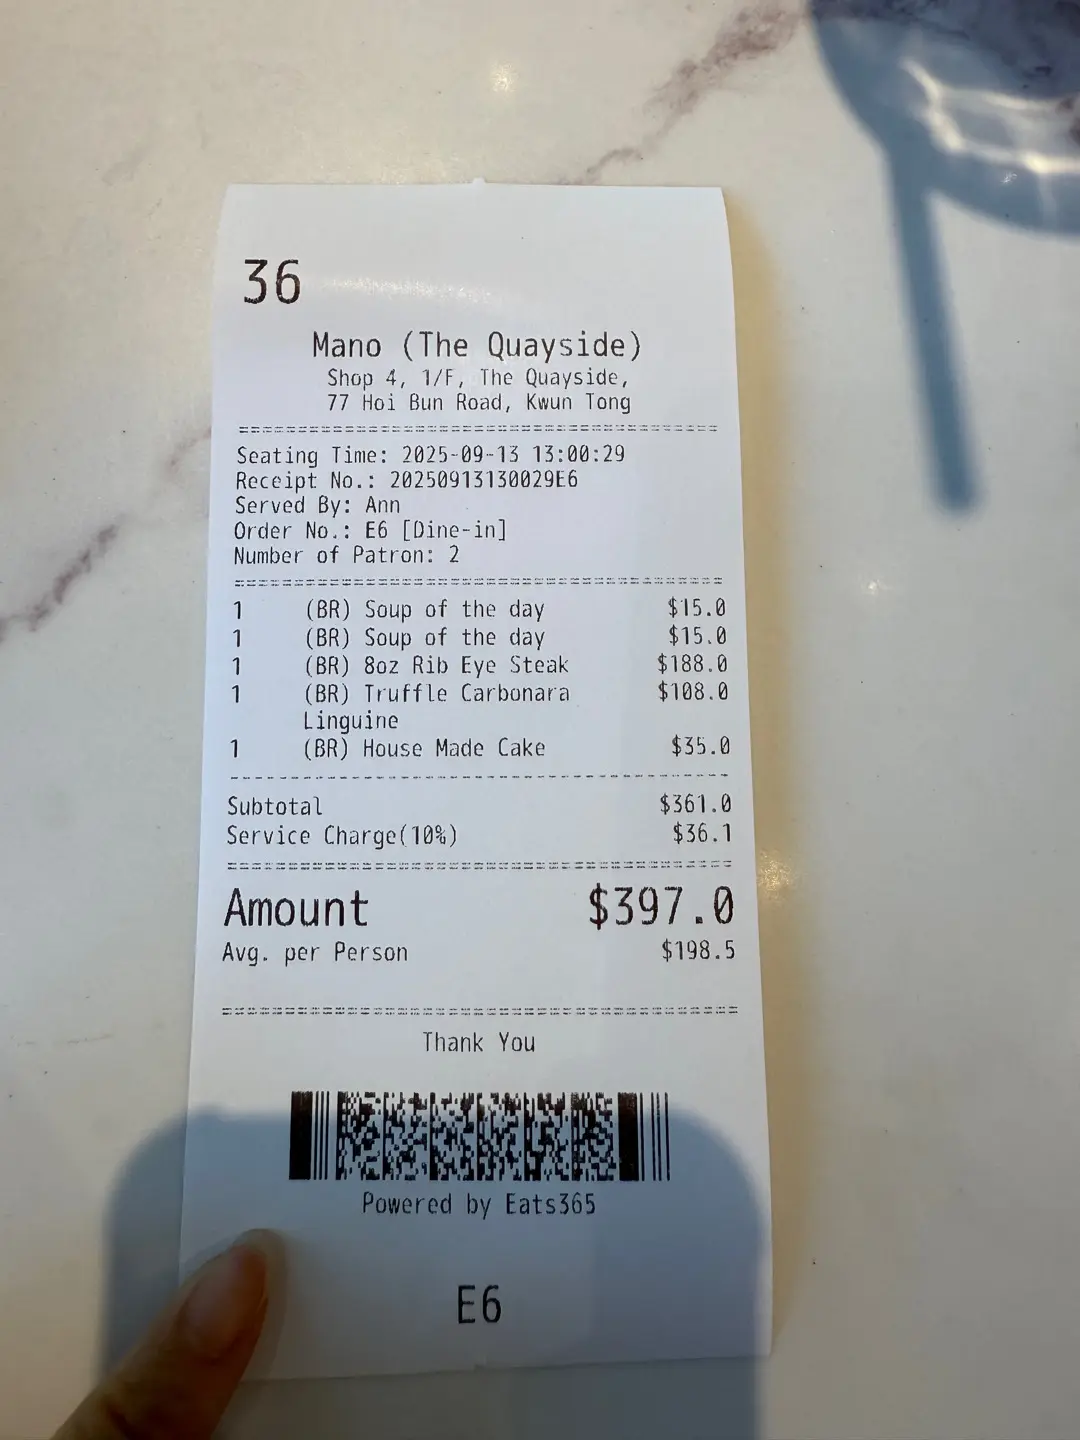 36
Mano (The Quayside)
Shop 4, 1/F, The Quayside,
77 Hoi Bun Road, Kwun Tong
Seating Time: 2025-09-13 13:00:29
Receipt No.: 20250913130029E6
Served By: Ann
Order No.: E6 [Dine-in]
Number of Patron: 2
1 (BR) Soup of the day $15.0
1 (BR) Soup of the day $15.0
1 (BR) 8oz Rib Eye Steak $188.0
1 (BR) Truffle Carbonara $108.0
Linguine
1 (BR) House Made Cake $35.0
Subtotal $361.0
Service Charge(10%) $36.1
Amount $397.0
Avg. per Person $198.5
Thank You
Powered by Eats365
E6